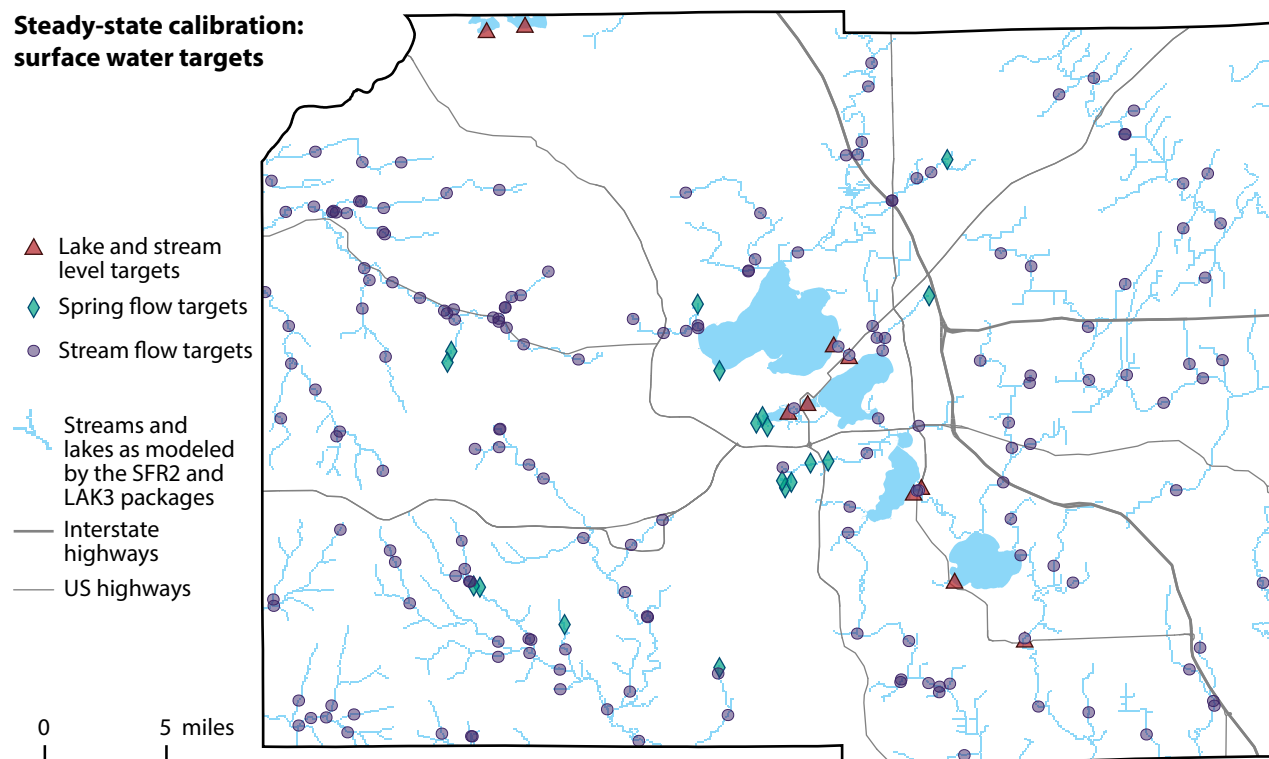 Steady-state calibration:
surface water targets
Lake and stream
level targets
Spring flow targets
Stream flow targets
Streams and
lakes as modeled
by the SFR2 and
LAK3 packages
Interstate
highways
US highways
0 5 miles